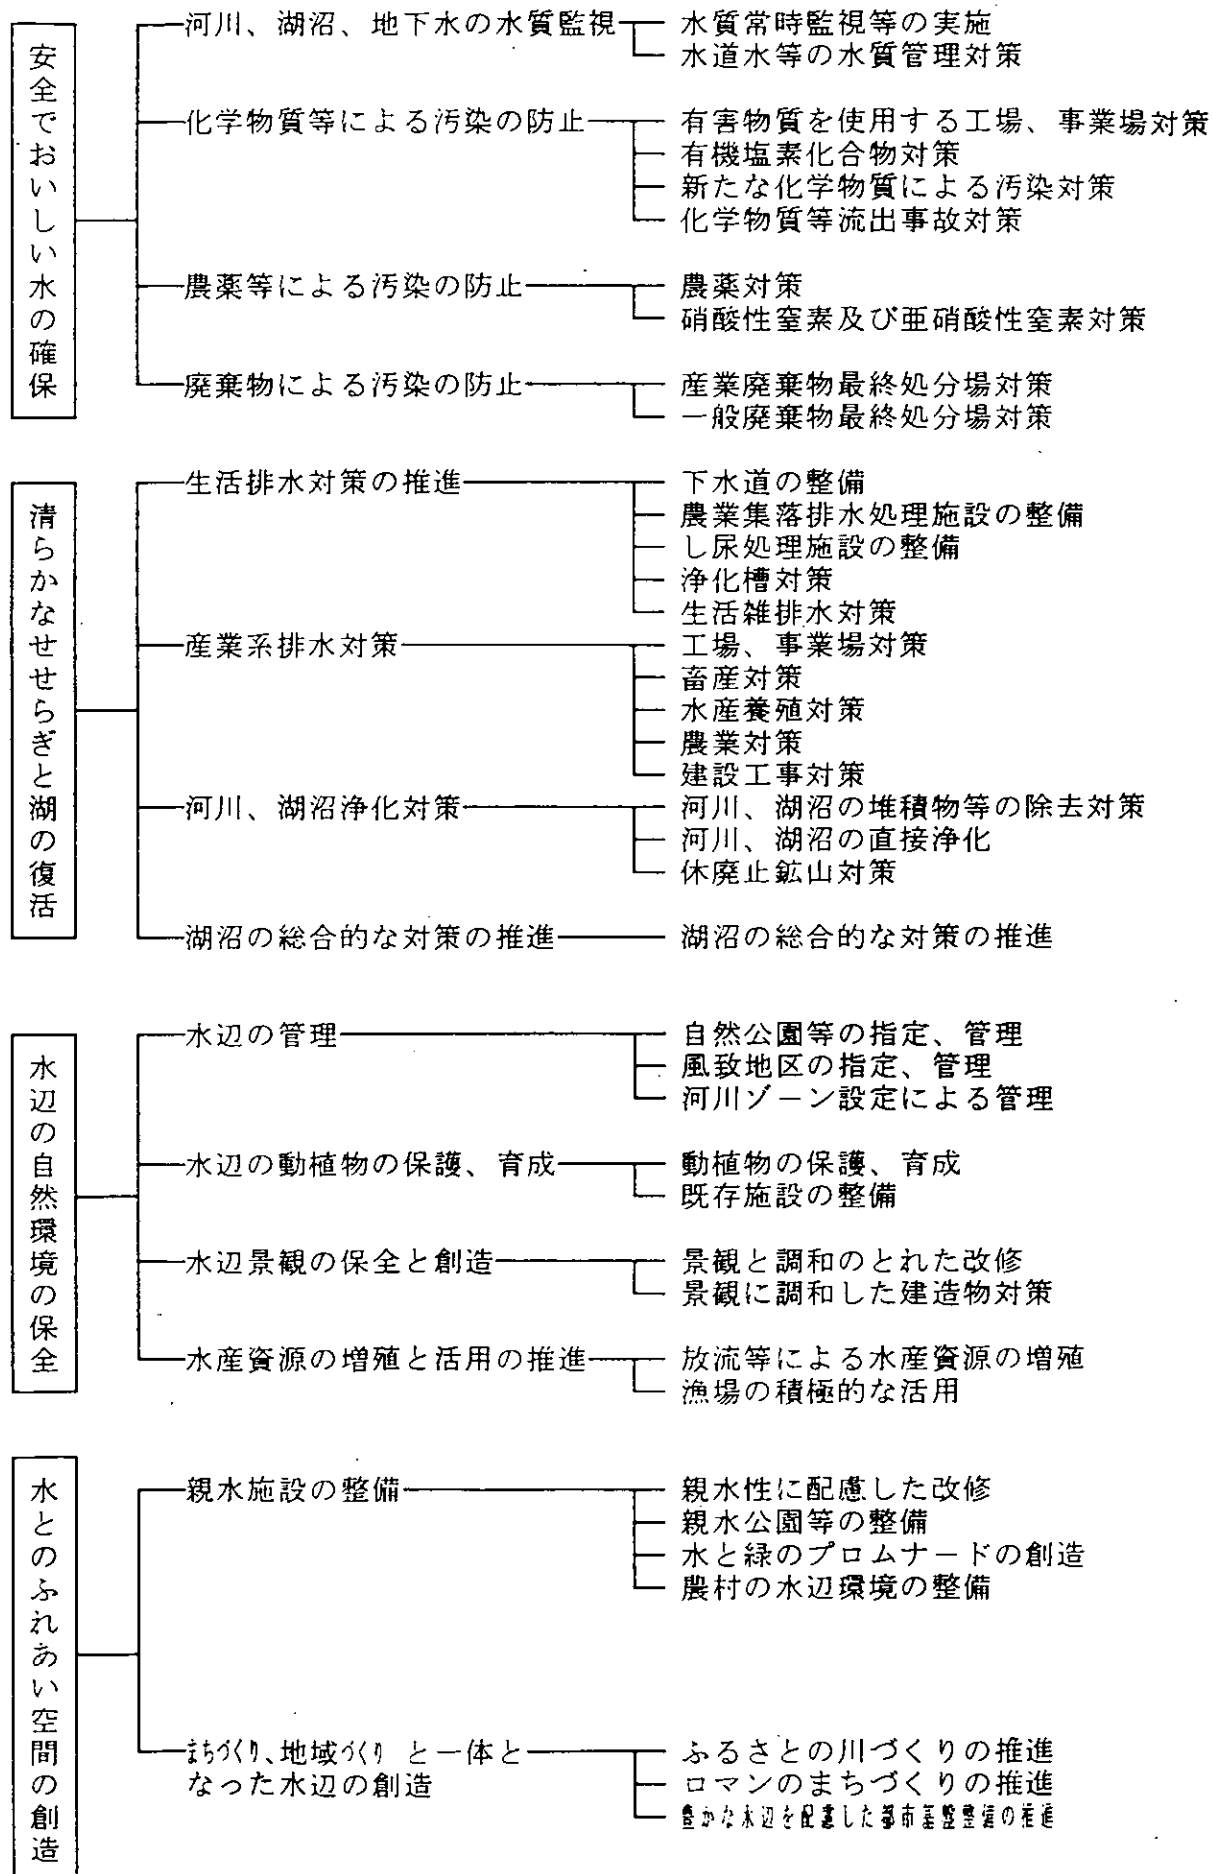 安全でおいしい水の確保
河川、湖沼、地下水の水質監視
水質常時監視等の実施
水道水等の水質管理対策
化学物質等による汚染の防止
有害物質を使用する工場、事業場対策
有機塩素化合物対策
新たな化学物質による汚染対策
化学物質等流出事故対策
農薬等による汚染の防止
農薬対策
硝酸性窒素及び亜硝酸性窒素対策
廃棄物による汚染の防止
産業廃棄物最終処分場対策
一般廃棄物最終処分場対策
清らかなせせらぎと湖の復活
生活排水対策の推進
下水道の整備
農業集落排水処理施設の整備
し尿処理施設の整備
浄化槽対策
生活雑排水対策
産業系排水対策
工場、事業場対策
畜産対策
水産養殖対策
農業対策
建設工事対策
河川、湖沼浄化対策
河川、湖沼の堆積物等の除去対策
河川、湖沼の直接浄化
休廃止鉱山対策
湖沼の総合的な対策の推進
湖沼の総合的な対策の推進
水辺の自然環境の保全
水辺の管理
自然公園等の指定、管理
風致地区の指定、管理
河川ゾーン設定による管理
水辺の動植物の保護、育成
動植物の保護、育成
既存施設の整備
水辺景観の保全と創造
景観と調和のとれた改修
景観に調和した建造物対策
水産資源の増殖と活用の推進
放流等による水産資源の増殖
漁場の積極的な活用
水とのふれあい空間の創造
親水施設の整備
親水性に配慮した改修
親水公園等の整備
水と緑のプロムナードの創造
農村の水辺環境の整備
まちづくり、地域づくり と一体と
なった水辺の創造
ふるさとの川づくりの推進
ロマンのまちづくりの推進
豊かな水辺を配慮した都市基盤整備の推進